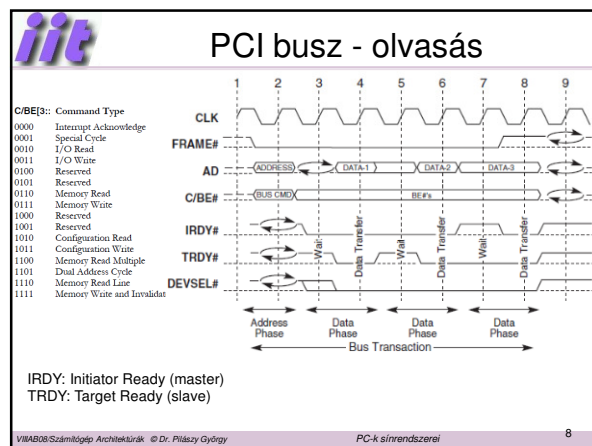 iit
PCI busz - olvasás
C/BE[3:: Command Type
0000 Interrupt Acknowledge
0001 Special Cycle
0010 I/O Read
0011 I/O Write
0100 Reserved
0101 Reserved
0110 Memory Read
0111 Memory Write
1000 Reserved
1001 Reserved
1010 Configuration Read
1011 Configuration Write
1100 Memory Read Multiple
1101 Dual Address Cycle
1110 Memory Read Line
1111 Memory Write and Invalidat
1 2 3 4 5 6 7 8 9
CLK
FRAME#
AD ADDRESS DATA-1 DATA-2 DATA-3
C/BE# BUS CMD BE#'s
IRDY#
TRDY#
DEVSEL#
Wait Data Transfer Wait Data Transfer Wait Data Transfer
Address Phase
Data Phase
Data Phase
Data Phase
Bus Transaction
IRDY: Initiator Ready (master)
TRDY: Target Ready (slave)
VIIIAB08/Számítógép Architektúrák © Dr. Pilászy György PC-k sínrendszerei 8